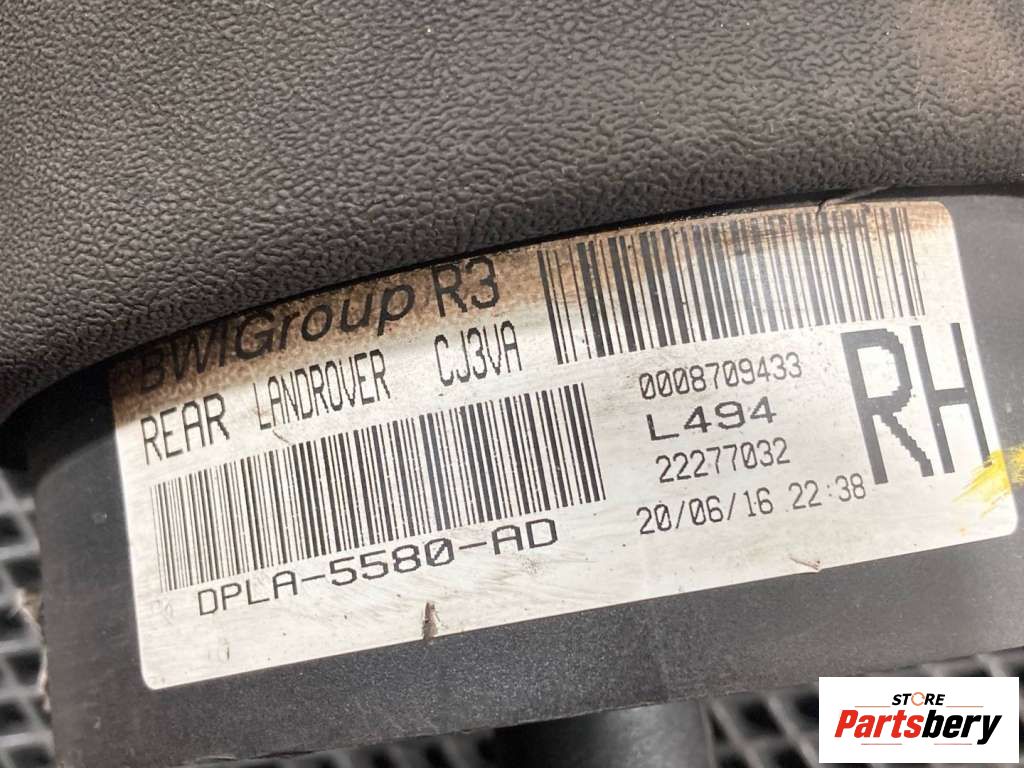 BWIGroup R3
REAR LANDROVER CJ3VA
0008709433
L494
22277032
20/06/16 22:38
RH
DPLA-5580-AD
STORE
Partsbery